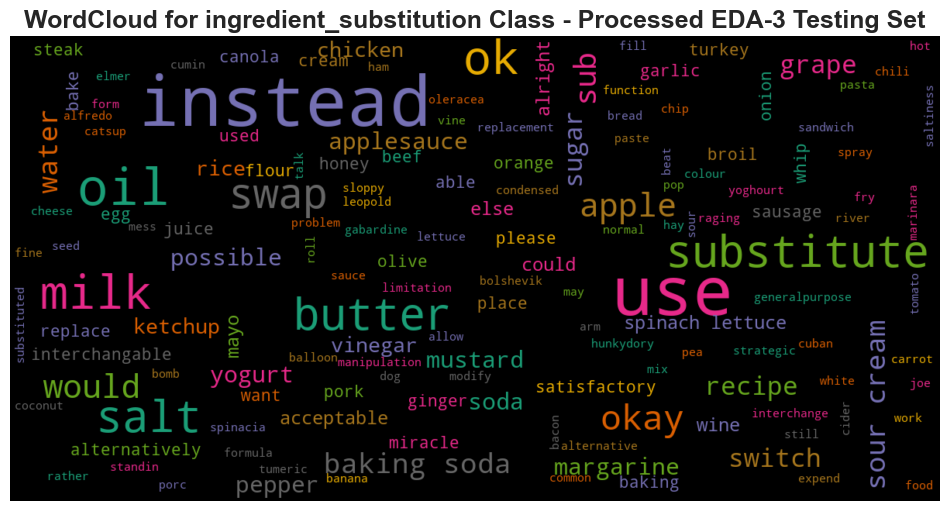 WordCloud for ingredient_substitution Class - Processed EDA-3 Testing Set
steak
canola
cumin
cream
chicken
ham
ok
alright
sub
fill
turkey
grape
hot
chili
bake
elmer
form
alfredo
catsup
instead
oleracea
vine
garlic
function
chip
onion
pasta
saltiness
water
used
applesauce
replacement
sugar
bread
paste
sandwich
spray
broil
whip
beat
colour
oil
rice
flour
talk
honey
beef
orange
able
condensed
pop
yoghourt
fry
cheese
egg
swap
sloppy
leopold
else
apple
sour
raging
sausage
river
marinara
mess
juice
problem
gabardine
lettuce
please
normal
hay
fine
seed
possible
roll
olive
could
substitute
milk
sauce
limitation
bolshevik
place
may
use
generalpurpose
tomato
substituted
replace
ketchup
mayo
butter
allow
arm
spinach lettuce
interchangable
vinegar
balloon
manipulation
mustard
hunkydory
pea
strategic
cuban
sour cream
carrot
bomb
yogurt
dog
modify
mix
would
want
pork
satisfactory
recipe
white
joe
coconut
salt
spinacia
acceptable
ginger
soda
okay
wine
interchange
still
cider
work
alternatively
formula
miracle
bacon
alternative
switch
rather
standin
tumeric
baking soda
margarine
porc
pepper
banana
common
baking
expend
food